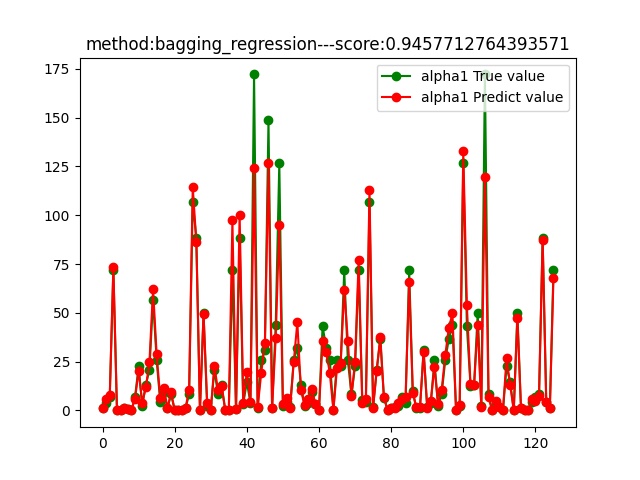 method:bagging_regression---score:0.9457712764393571
alpha1 True value
alpha1 Predict value
175
150
125
100
75
50
25
0
0 20 40 60 80 100 120